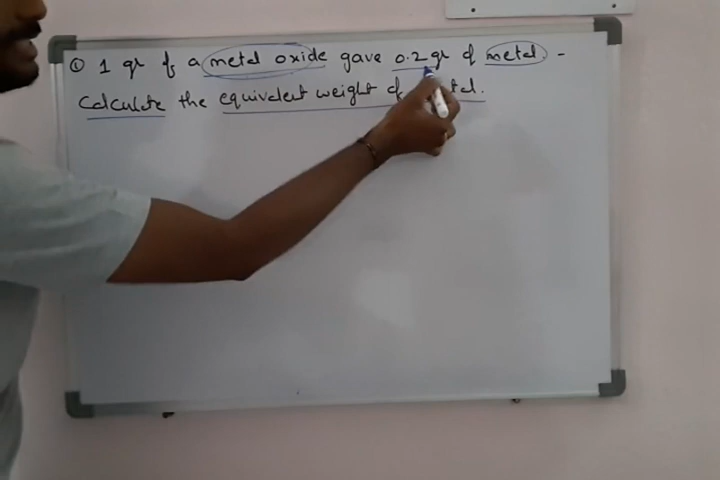 ① 1 gr of a metal oxide gave 0.2 gr of metal. -
Calculate the equivalent weight of